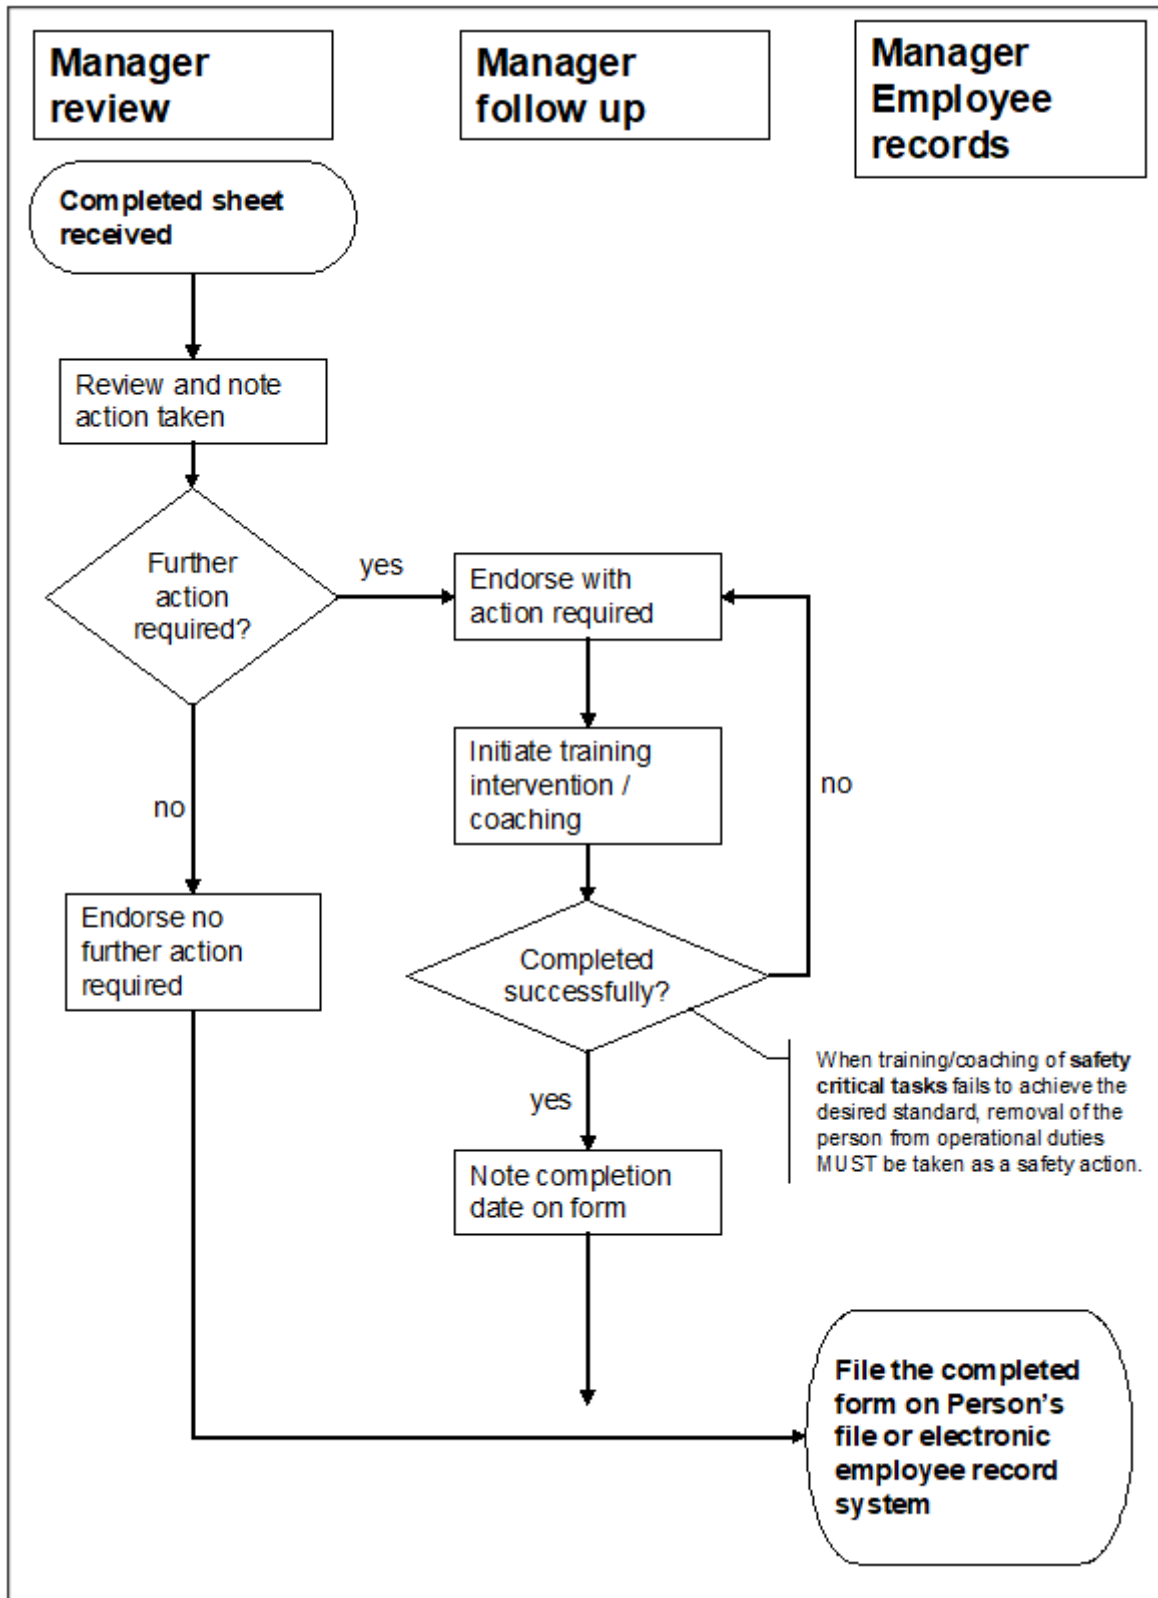 Manager
review
Manager
follow up
Manager
Employee
records
Completed sheet
received
Review and note
action taken
Further
action
required?
yes
Endorse with
action required
Initiate training
intervention /
coaching
no
no
Endorse no
further action
required
Completed
successfully?
When training/coaching of safety
critical tasks fails to achieve the
desired standard, removal of the
person from operational duties
MUST be taken as a safety action.
yes
Note completion
date on form
File the completed
form on Person's
file or electronic
employee record
system